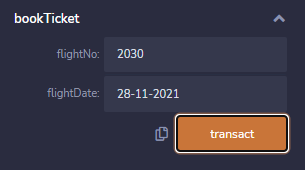 bookTicket
flightNo: 2030
flightDate: 28-11-2021
transact